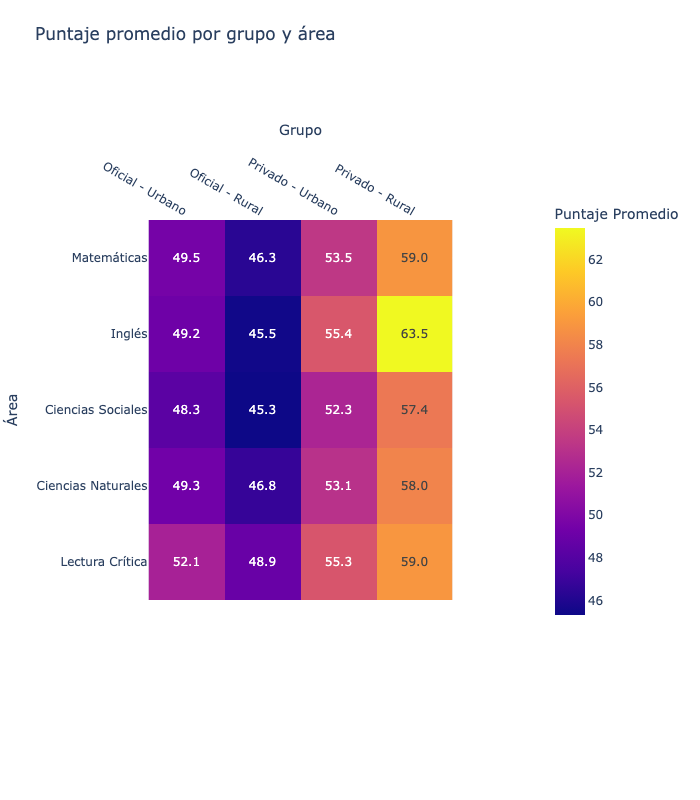 Puntaje promedio por grupo y área
Grupo
Oficial - Urbano
Oficial - Rural
Privado - Urbano
Privado - Rural
Puntaje Promedio
Área
Matemáticas 49.5 46.3 53.5 59.0
Inglés 49.2 45.5 55.4 63.5
Ciencias Sociales 48.3 45.3 52.3 57.4
Ciencias Naturales 49.3 46.8 53.1 58.0
Lectura Crítica 52.1 48.9 55.3 59.0
62
60
58
56
54
52
50
48
46